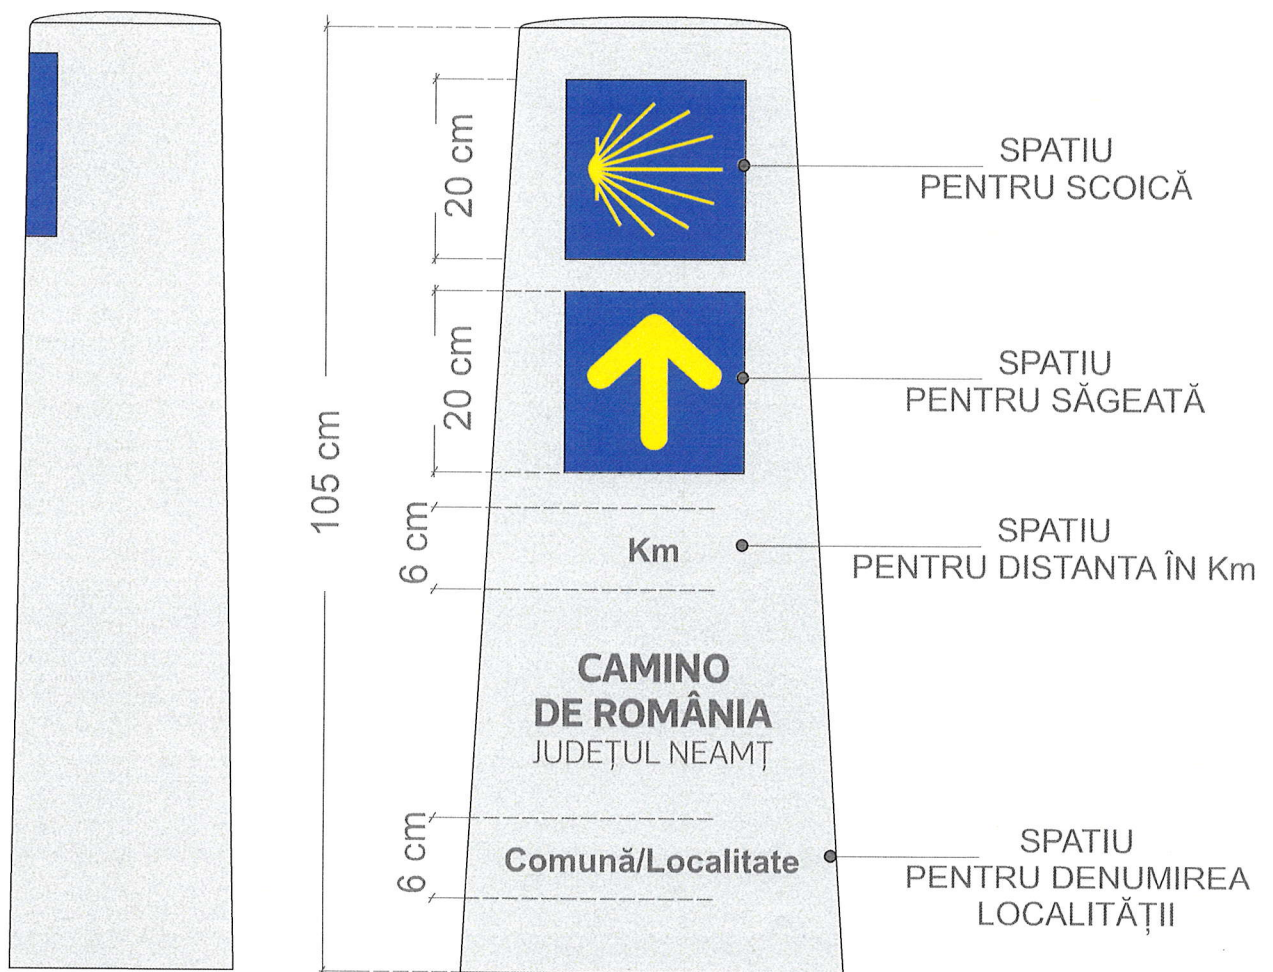 20 cm
SPATIU
PENTRU SCOICĂ
20 cm
SPATIU
PENTRU SĂGEATĂ
105 cm
6 cm
Km
SPATIU
PENTRU DISTANTA ÎN Km
CAMINO
DE ROMÂNIA
JUDEȚUL NEAMȚ
6 cm
Comună/Localitate
SPATIU
PENTRU DENUMIREA
LOCALITĂȚII